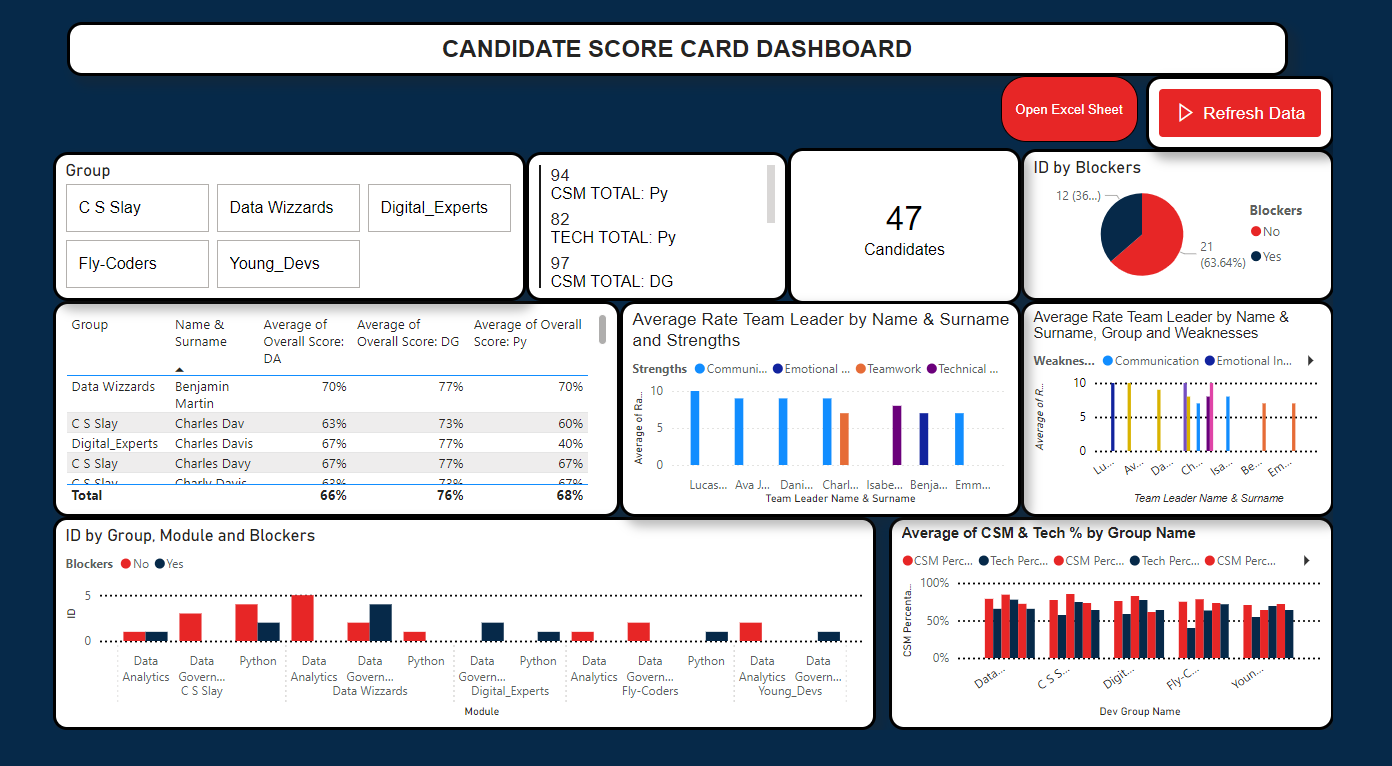 CANDIDATE SCORE CARD DASHBOARD
Open Excel Sheet
Refresh Data
Group
C S Slay
Data Wizzards
Digital_Experts
Fly-Coders
Young_Devs
94
CSM TOTAL: Py
82
TECH TOTAL: Py
97
CSM TOTAL: DG
47
Candidates
ID by Blockers
12 (36...)
21
(63.64%)
Blockers
No
Yes
Group
Name &
Surname
Average of
Overall Score:
DA
Average of
Overall Score: DG
Average of Overall
Score: Py
Data Wizzards Benjamin Martin 70% 77% 70%
C S Slay Charles Dav 63% 73% 60%
Digital_Experts Charles Davis 67% 77% 40%
C S Slay Charles Davy 67% 77% 67%
C S Slay Charly Davis 63% 73% 67%
Total 66% 76% 68%
Average Rate Team Leader by Name & Surname
and Strengths
Strengths Communi... Emotional ... Teamwork Technical ...
Average of Ra...
10
5
0
Lucas... Ava J... Dani... Charl... Isabe... Benja... Emm...
Team Leader Name & Surname
Average Rate Team Leader by Name &
Surname, Group and Weaknesses
Weaknes... Communication Emotional In...
Average of R...
10
5
0
Lu... Av... Da... Ch... Isa... Be... Em...
Team Leader Name & Surname
ID by Group, Module and Blockers
Blockers No Yes
ID
5
0
Data Analytics Data Govern... Python Data Analytics Data Govern... Python Data Govern... Python Data Analytics Data Govern... Python Data Analytics Data Govern...
C S Slay Data Wizzards Digital_Experts Fly-Coders Young_Devs
Module
Average of CSM & Tech % by Group Name
CSM Perc... Tech Perc... CSM Perc... Tech Perc... CSM Perc...
CSM Percenta...
100%
50%
0%
Data... C S S... Digit... Fly-C... Youn...
Dev Group Name